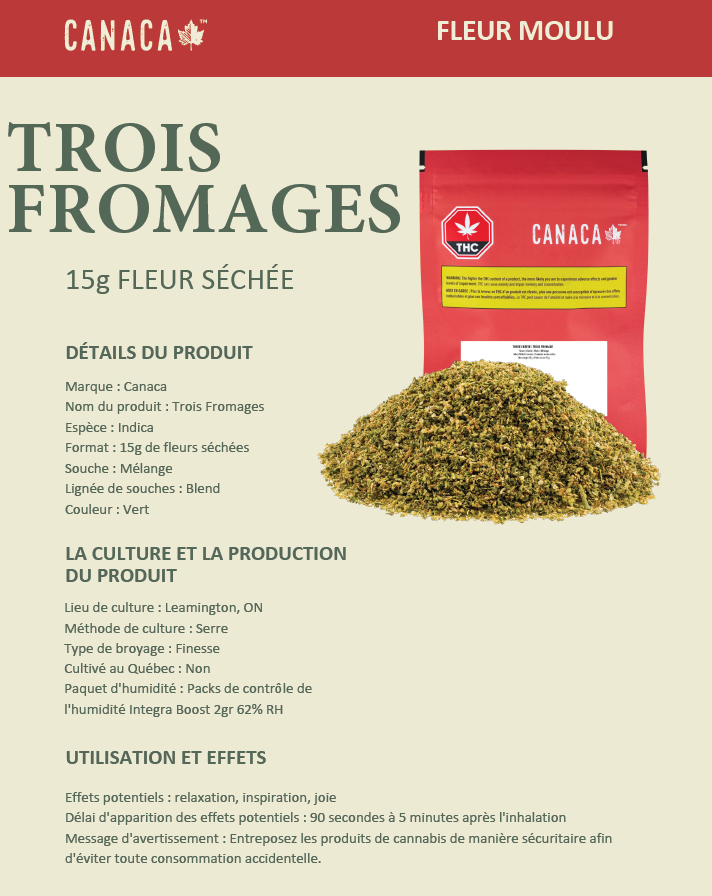 CANACA™
FLEUR MOULU
TROIS
FROMAGES
15g FLEUR SÉCHÉE
THC
CANACA
DÉTAILS DU PRODUIT
Marque : Canaca
Nom du produit : Trois Fromages
Espèce : Indica
Format : 15g de fleurs séchées
Souche : Mélange
Lignée de souches : Blend
Couleur : Vert
LA CULTURE ET LA PRODUCTION
DU PRODUIT
Lieu de culture : Leamington, ON
Méthode de culture : Serre
Type de broyage : Finesse
Cultivé au Québec : Non
Paquet d'humidité : Packs de contrôle de
l'humidité Integra Boost 2gr 62% RH
UTILISATION ET EFFETS
Effets potentiels : relaxation, inspiration, joie
Délai d'apparition des effets potentiels : 90 secondes à 5 minutes après l'inhalation
Message d'avertissement : Entreposez les produits de cannabis de manière sécuritaire afin
d'éviter toute consommation accidentelle.